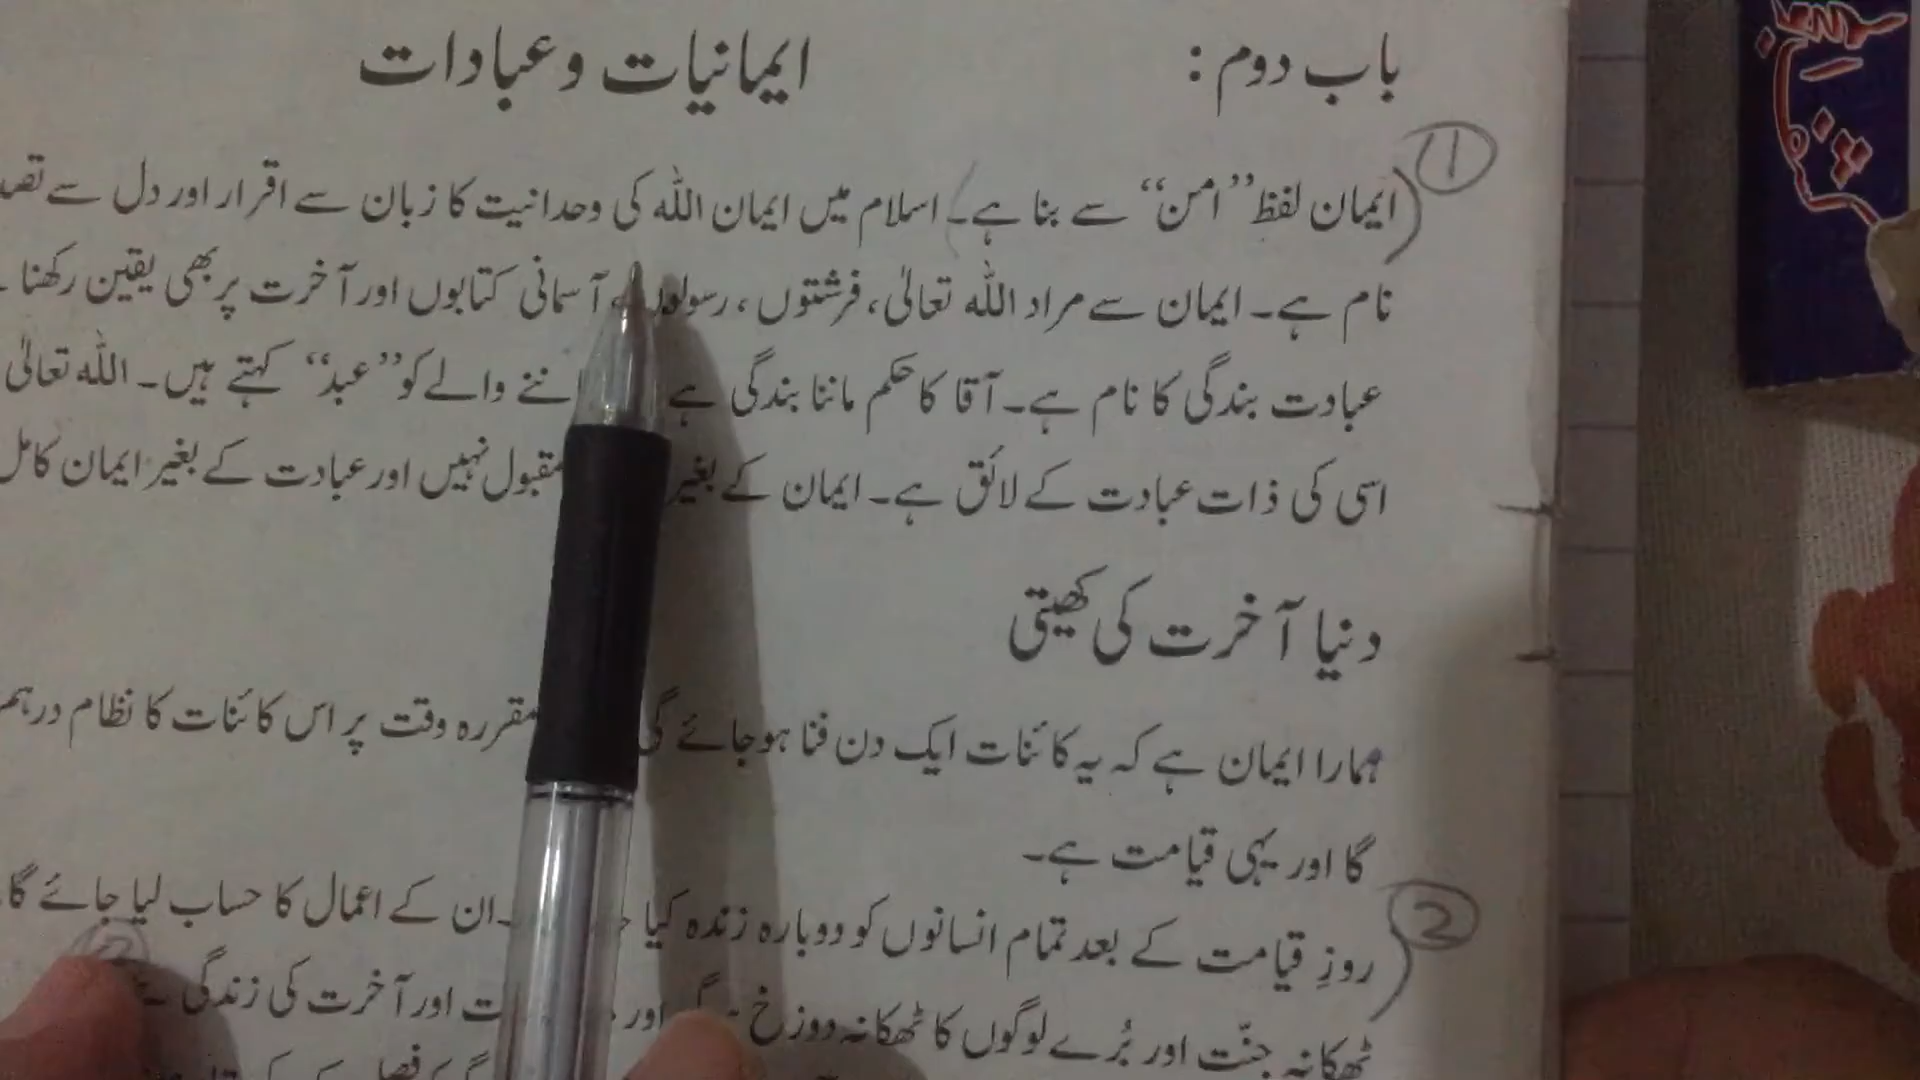 باب دوم: ایمانیات و عبادات
1
ایمان لفظ ”امن“ سے بنا ہے۔ اسلام میں ایمان اللہ کی وحدانیت کا زبان سے اقرار اور دل سے
نام ہے۔ ایمان سے مراد اللہ تعالیٰ، فرشتوں، رسولوں، آسمانی کتابوں اور آخرت پر بھی یقین رکھنا
عبادت بندگی کا نام ہے۔ آقا کا حکم ماننا بندگی ہے والے کو ”عبد“ کہتے ہیں۔ اللہ تعالیٰ
اسی کی ذات عبادت کے لائق ہے۔ ایمان کے بغیر مقبول نہیں اور عبادت کے بغیر ایمان کامل
دنیا آخرت کی کھیتی
ہمارا ایمان ہے کہ یہ کائنات ایک دن فنا ہو جائے گی مقررہ وقت پر اس کائنات کا نظام
گا اور یہی قیامت ہے۔
2
روزِ قیامت کے بعد تمام انسانوں کو دوبارہ زندہ کیا ان کے اعمال کا حساب لیا جائے گا۔
ٹھکانہ جنّت اور بُرے لوگوں کا ٹھکانہ دوزخ اور اور آخرت کی زندگی